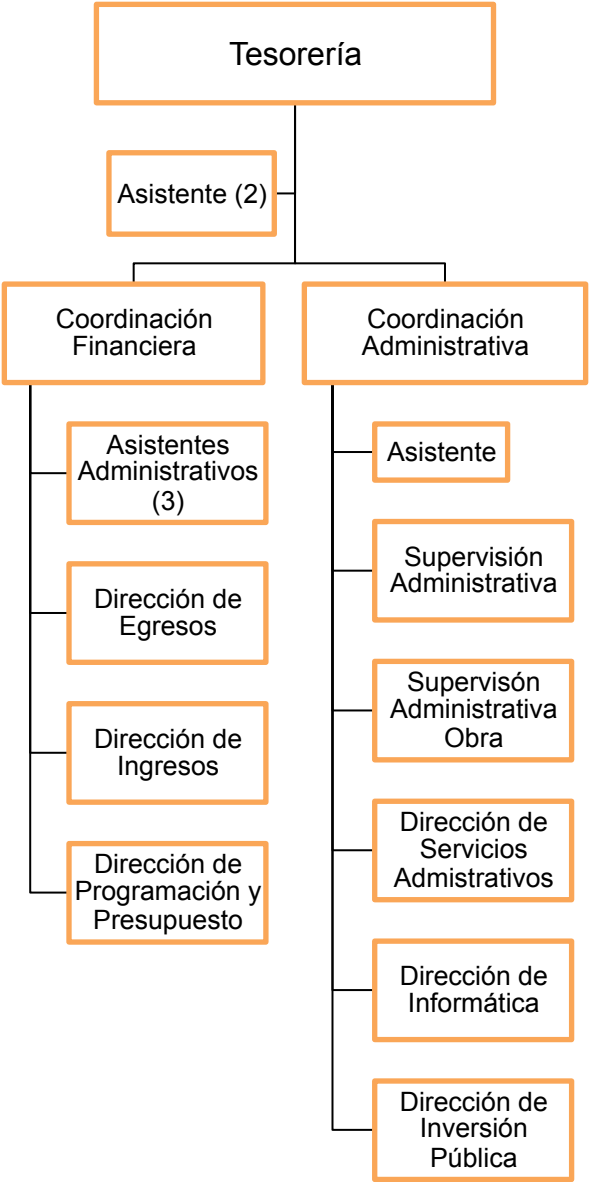 Tesorería
Asistente (2)
Coordinación
Financiera
Asistentes
Administrativos
(3)
Dirección de
Egresos
Dirección de
Ingresos
Dirección de
Programación y
Presupuesto
Coordinación
Administrativa
Asistente
Supervisión
Administrativa
Supervisón
Administrativa
Obra
Dirección de
Servicios
Admistrativos
Dirección de
Informática
Dirección de
Inversión
Pública